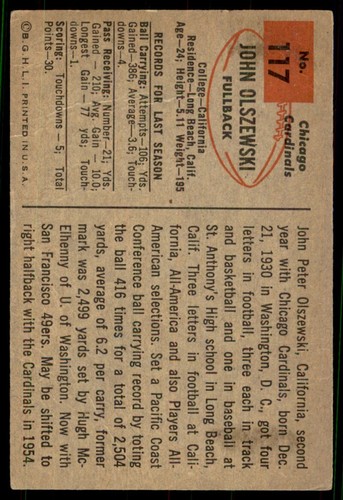 No.
117
Chicago
Cardinals
JOHN OLSZEWSKI
FULLBACK
College—California
Residence—Long Beach, Calif.
Age—24; Height—5.11 Weight—195
RECORDS FOR LAST SEASON
Ball Carrying: Attempts—106; Yds.
Gained — 386; Average—3.6; Touch-
downs—4.
Pass Receiving: Number—21; Yds.
Gained — 210; Avg. Gain — 10.0;
Longest Gain — 77 yds; Touch-
downs—1.
Scoring: Touchdowns — 5; Total
Points—30.
© B. G. H. L. I. PRINTED IN U. S. A.
John Peter Olszewski, California second
year with Chicago Cardinals, born Dec.
21, 1930 in Washington, D. C., got four
letters in football, three each in track
and basketball and one in baseball at
St. Anthony's High school in Long Beach,
Calif. Three letters in football at Cali-
fornia, All-America and also Players All-
American selections. Set a Pacific Coast
Conference ball carrying record by toting
the ball 416 times for a total of 2,504
yards, average of 6.2 per carry, former
mark was 2,499 yards set by Hugh Mc-
Elhenny of U. of Washington. Now with
San Francisco 49ers. May be shifted to
right halfback with the Cardinals in 1954.